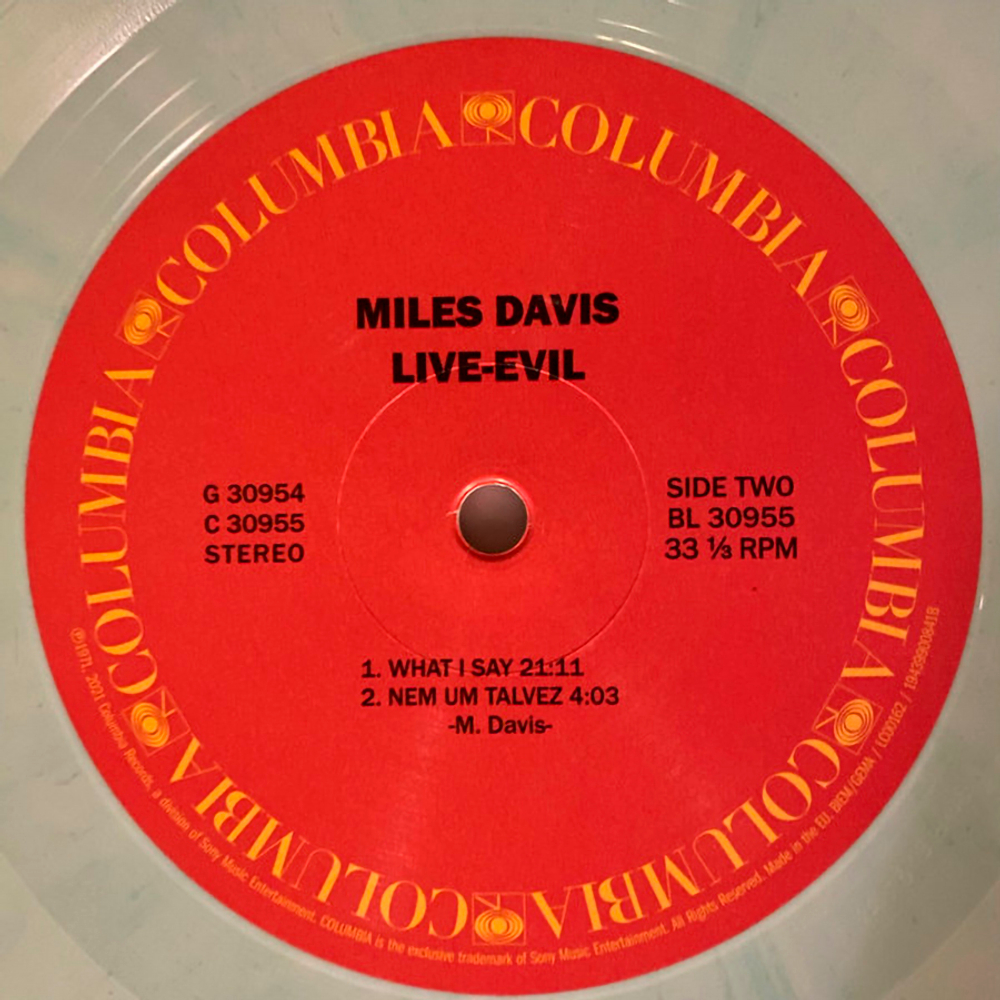 COLUMBIA COLUMBIA COLUMBIA COLUMBIA COLUMBIA COLUMBIA
MILES DAVIS
LIVE-EVIL
G 30954
C 30955
STEREO
SIDE TWO
BL 30955
33 ⅓ RPM
1. WHAT I SAY 21:11
2. NEM UM TALVEZ 4:03
-M. Davis-
℗1971, 2021 Columbia Records, a division of Sony Music Entertainment. COLUMBIA is the exclusive trademark of Sony Music Entertainment. All Rights Reserved. Made in the EU. BIEM/GEMA / LC00162 / 19439900841B